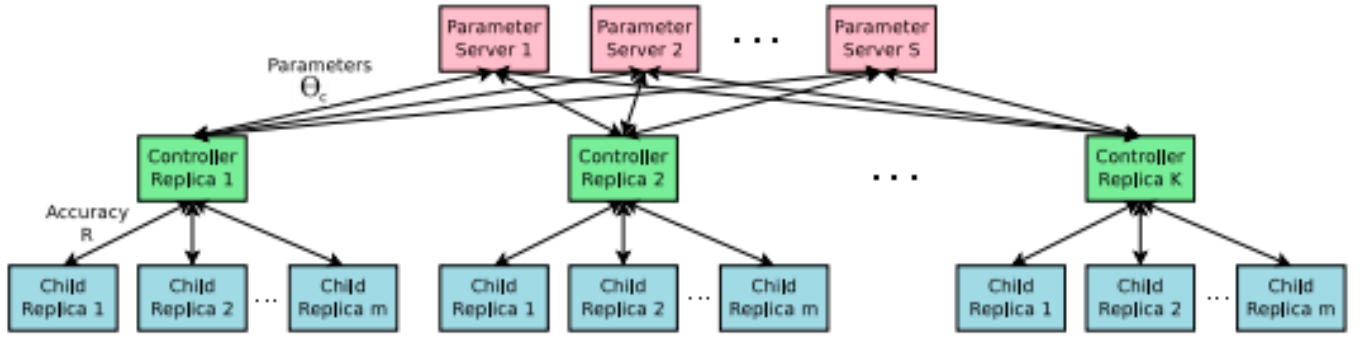 Parameter
Server 1
Parameter
Server 2
. . .
Parameter
Server S
Parameters
θc
Controller
Replica 1
Controller
Replica 2
. . .
Controller
Replica K
Accuracy
R
Child
Replica 1
Child
Replica 2
...
Child
Replica m
Child
Replica 1
Child
Replica 2
...
Child
Replica m
Child
Replica 1
Child
Replica 2
...
Child
Replica m